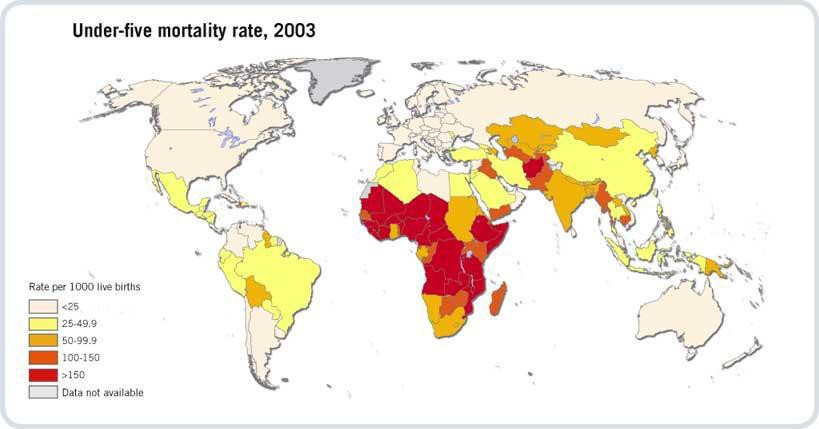 Under-five mortality rate, 2003
Rate per 1000 live births
<25
25-49.9
50-99.9
100-150
>150
Data not available